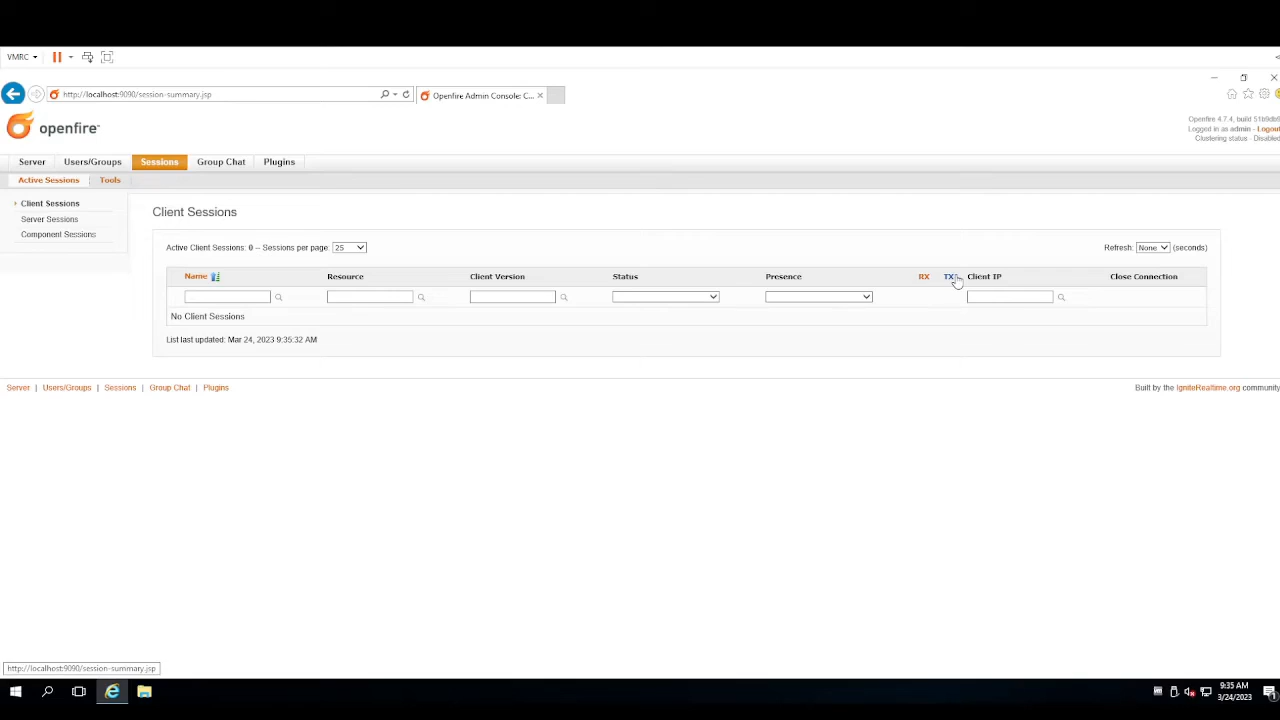 VMRC
http://localhost:9090/session-summary.jsp
Openfire Admin Console: C...
openfire
Openfire 4.7.4, build
Logged in as admin - Logout
Clustering status - Disabled
Server Users/Groups Sessions Group Chat Plugins
Active Sessions Tools
Client Sessions
Server Sessions
Component Sessions
Client Sessions
Active Client Sessions: 0 -- Sessions per page: 25
Refresh: None (seconds)
Name Resource Client Version Status Presence RX TX Client IP Close Connection
No Client Sessions
List last updated: Mar 24, 2023 9:35:32 AM
Server | Users/Groups | Sessions | Group Chat | Plugins
Built by the IgniteRealtime.org community
http://localhost:9090/session-summary.jsp
9:35 AM
3/24/2023